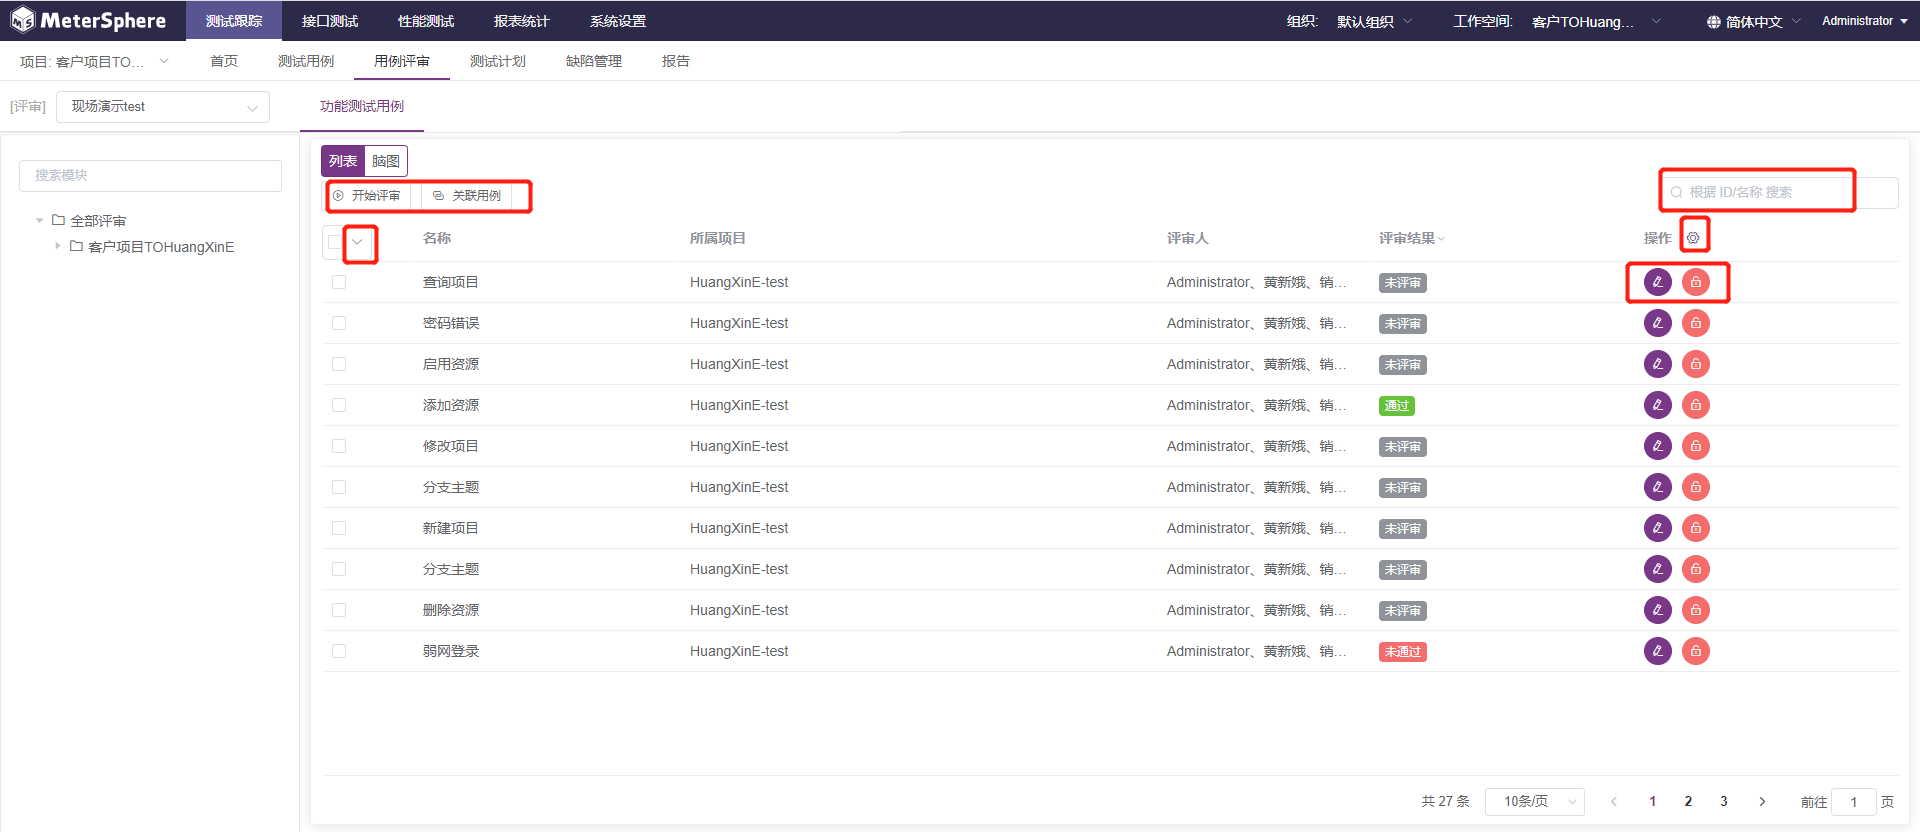 MeterSphere 测试跟踪 接口测试 性能测试 报表统计 系统设置 组织: 默认组织 工作空间: 客户TOHuang... 简体中文 Administrator
项目: 客户项目TO... 首页 测试用例 用例评审 测试计划 缺陷管理 报告
[评审] 现场演示test 功能测试用例
列表 脑图
搜索模块
开始评审 关联用例 根据 ID/名称 搜索
全部评审
客户项目TOHuangXinE
名称 所属项目 评审人 评审结果 操作
查询项目 HuangXinE-test Administrator、黄新娥、销... 未评审
密码错误 HuangXinE-test Administrator、黄新娥、销... 未评审
启用资源 HuangXinE-test Administrator、黄新娥、销... 未评审
添加资源 HuangXinE-test Administrator、黄新娥、销... 通过
修改项目 HuangXinE-test Administrator、黄新娥、销... 未评审
分支主题 HuangXinE-test Administrator、黄新娥、销... 未评审
新建项目 HuangXinE-test Administrator、黄新娥、销... 未评审
分支主题 HuangXinE-test Administrator、黄新娥、销... 未评审
删除资源 HuangXinE-test Administrator、黄新娥、销... 未评审
弱网登录 HuangXinE-test Administrator、黄新娥、销... 未通过
共 27 条 10条/页 1 2 3 前往 1 页